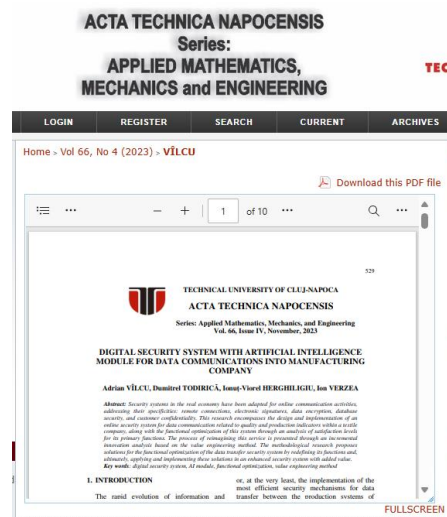 ACTA TECHNICA NAPOCENSIS
Series:
APPLIED MATHEMATICS,
MECHANICS and ENGINEERING
TEC
LOGIN REGISTER SEARCH CURRENT ARCHIVES
Home > Vol 66, No 4 (2023) > VÎLCU
Download this PDF file
1 of 10
529
TECHNICAL UNIVERSITY OF CLUJ-NAPOCA
ACTA TECHNICA NAPOCENSIS
Series: Applied Mathematics, Mechanics, and Engineering
Vol. 66, Issue IV, November, 2023
DIGITAL SECURITY SYSTEM WITH ARTIFICIAL INTELLIGENCE
MODULE FOR DATA COMMUNICATIONS INTO MANUFACTURING
COMPANY
Adrian VÎLCU, Dumitrel TODIRICĂ, Ionuț-Viorel HERGHILIGIU, Ion VERZEA
Abstract: Security systems in the real economy have been adapted for online communication activities,
addressing their specificities: remote connections, electronic signatures, data encryption, database
security, and customer confidentiality. This research encompasses the design and implementation of an
online security system for data communication related to quality and production indicators within a textile
company, along with the functional optimization of this system through an analysis of satisfaction levels
for its primary functions. The process of reimagining this service is presented through an incremental
innovation analysis based on the value engineering method. The methodological research proposes
solutions for the functional optimization of the data transfer security system by redefining its functions and,
ultimately, applying and implementing these solutions in an enhanced security system with added value.
Key words: digital security system, AI module, functional optimization, value engineering method
1. INTRODUCTION
The rapid evolution of information and
or, at the very least, the implementation of the
most efficient security mechanisms for data
transfer between the production systems of
FULLSCREEN